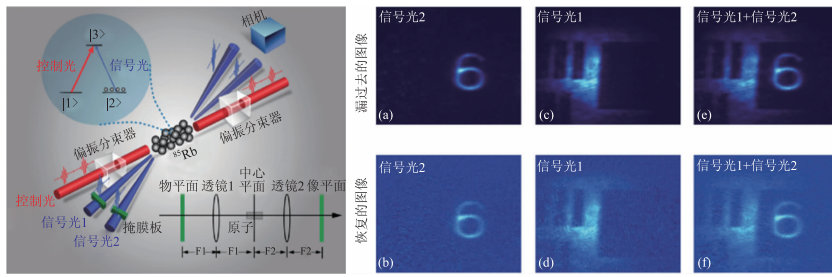 相机
|3>
控制光
信号光
|1>
|2>
偏振分束器
偏振分束器
⁸⁵Rb
控制光
信号光1
信号光2
掩膜板
物平面
透镜1
中心
平面
透镜2
像平面
原子
F1
F1
F2
F2
漏过去的图像
恢复的图像
信号光2
(a)
信号光1
(c)
信号光1+信号光2
(e)
信号光2
(b)
信号光1
(d)
信号光1+信号光2
(f)
6
6
6
6